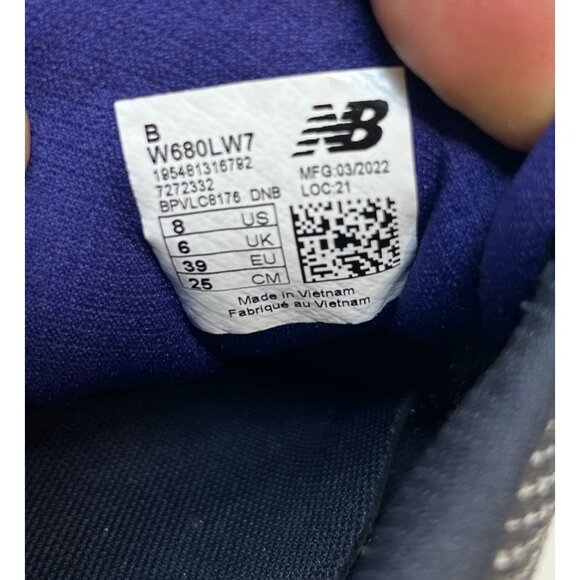 B
W680LW7
195481316792
7272332
BPVLC8176 DNB
8 US
6 UK
39 EU
25 CM
NB
MFG:03/2022
LOC:21
Made in Vietnam
Fabriqué au Vietnam